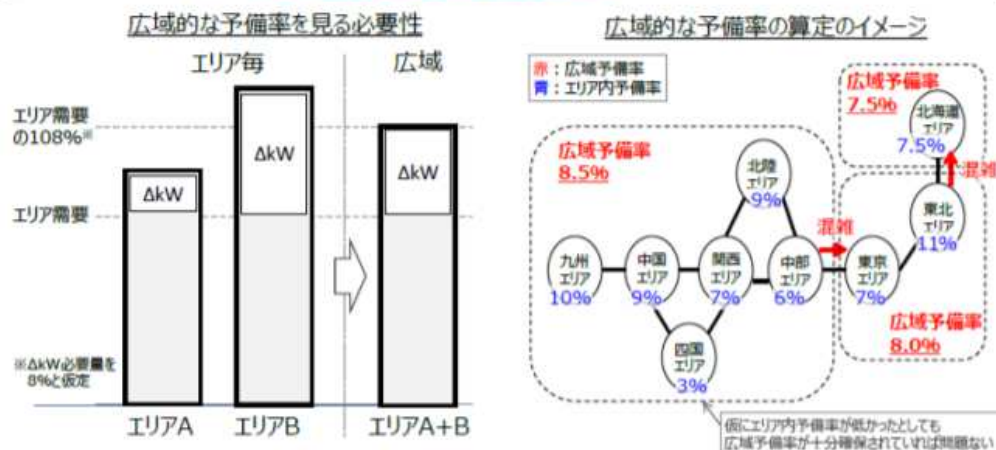 広域的な予備率を見る必要性
エリア毎
広域
エリア需要
の108%※
エリア需要
ΔkW
ΔkW
ΔkW
※ΔkW必要量を
8%と仮定
エリアA
エリアB
エリアA+B
広域的な予備率の算定のイメージ
赤：広域予備率
青：エリア内予備率
広域予備率
7.5%
北海道
エリア
7.5%
混雑
広域予備率
8.5%
北陸
エリア
9%
東北
エリア
11%
混雑
九州
エリア
10%
中国
エリア
9%
関西
エリア
7%
中部
エリア
6%
東京
エリア
7%
広域予備率
8.0%
四国
エリア
3%
仮にエリア内予備率が低かったとしても
広域予備率が十分確保されていれば問題ない